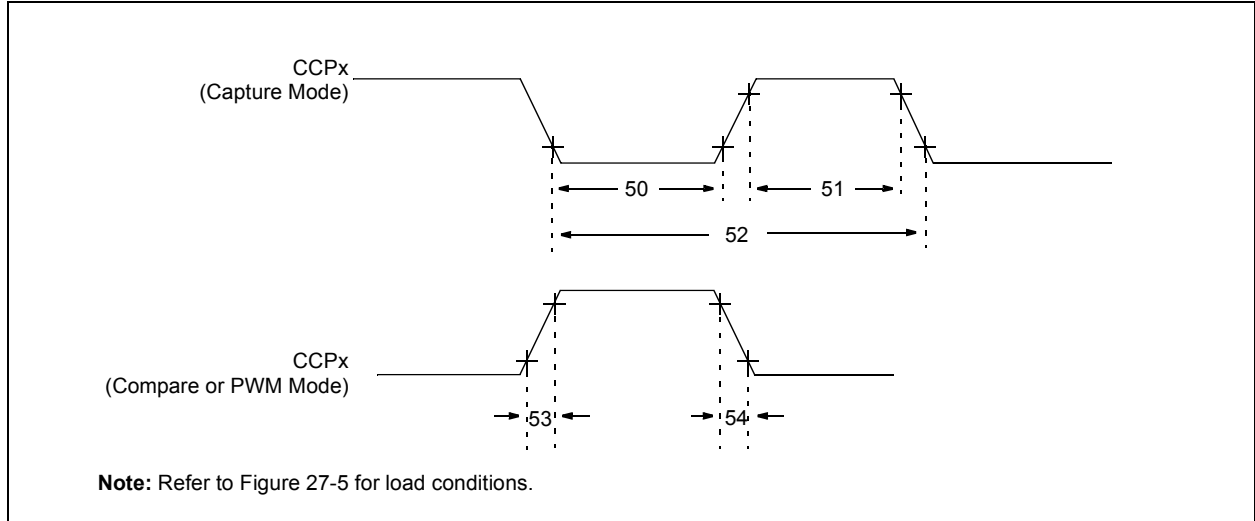 CCPx
(Capture Mode)
50
51
52
CCPx
(Compare or PWM Mode)
53
54
Note: Refer to Figure 27-5 for load conditions.